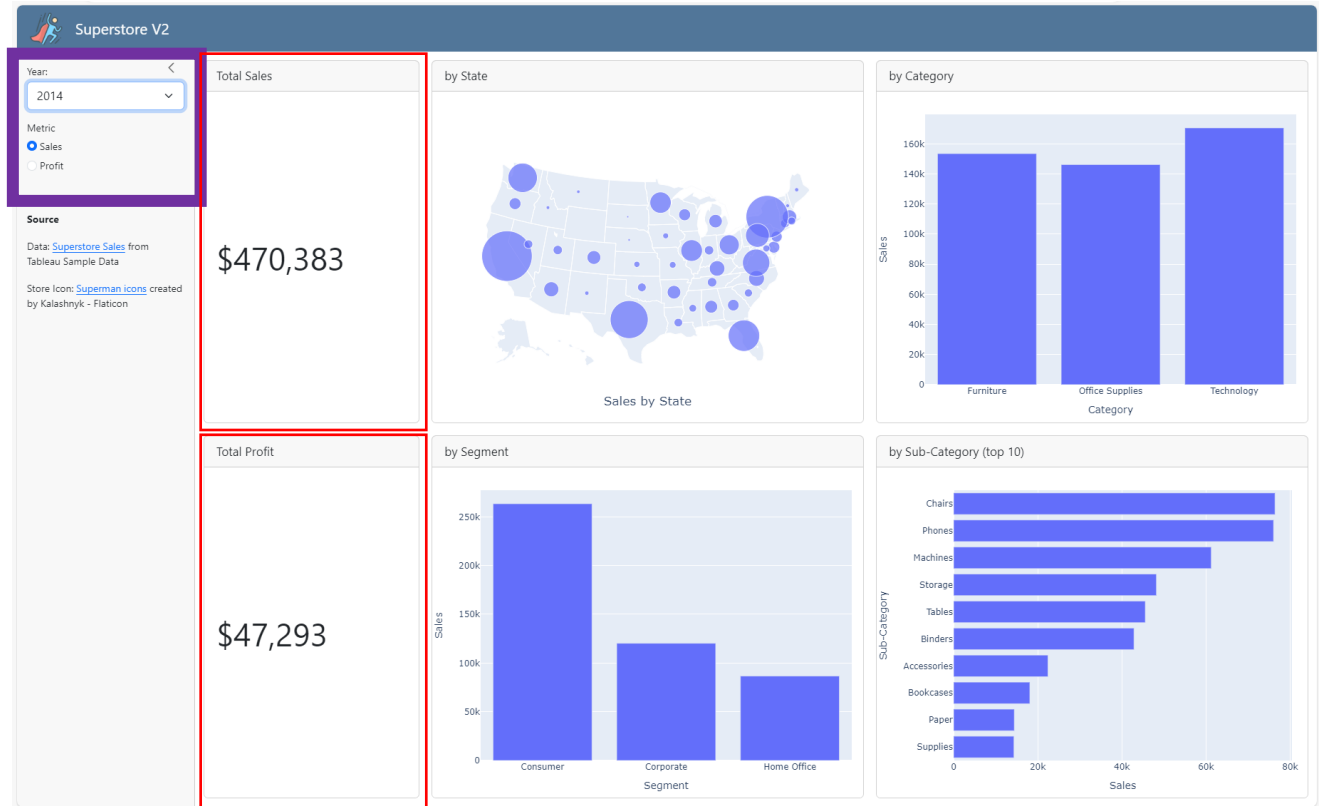 Superstore V2
Year:
2014
Metric
Sales
Profit
Source
Data: Superstore Sales from
Tableau Sample Data
Store Icon: Superman icons created
by Kalashnyk - Flaticon
Total Sales
$470,383
by State
Sales by State
by Category
160k
140k
120k
100k
80k
60k
40k
20k
0
Sales
Furniture
Office Supplies
Technology
Category
Total Profit
$47,293
by Segment
250k
200k
150k
100k
50k
0
Sales
Consumer
Corporate
Home Office
Segment
by Sub-Category (top 10)
Sub-Category
Chairs
Phones
Machines
Storage
Tables
Binders
Accessories
Bookcases
Paper
Supplies
0
20k
40k
60k
80k
Sales